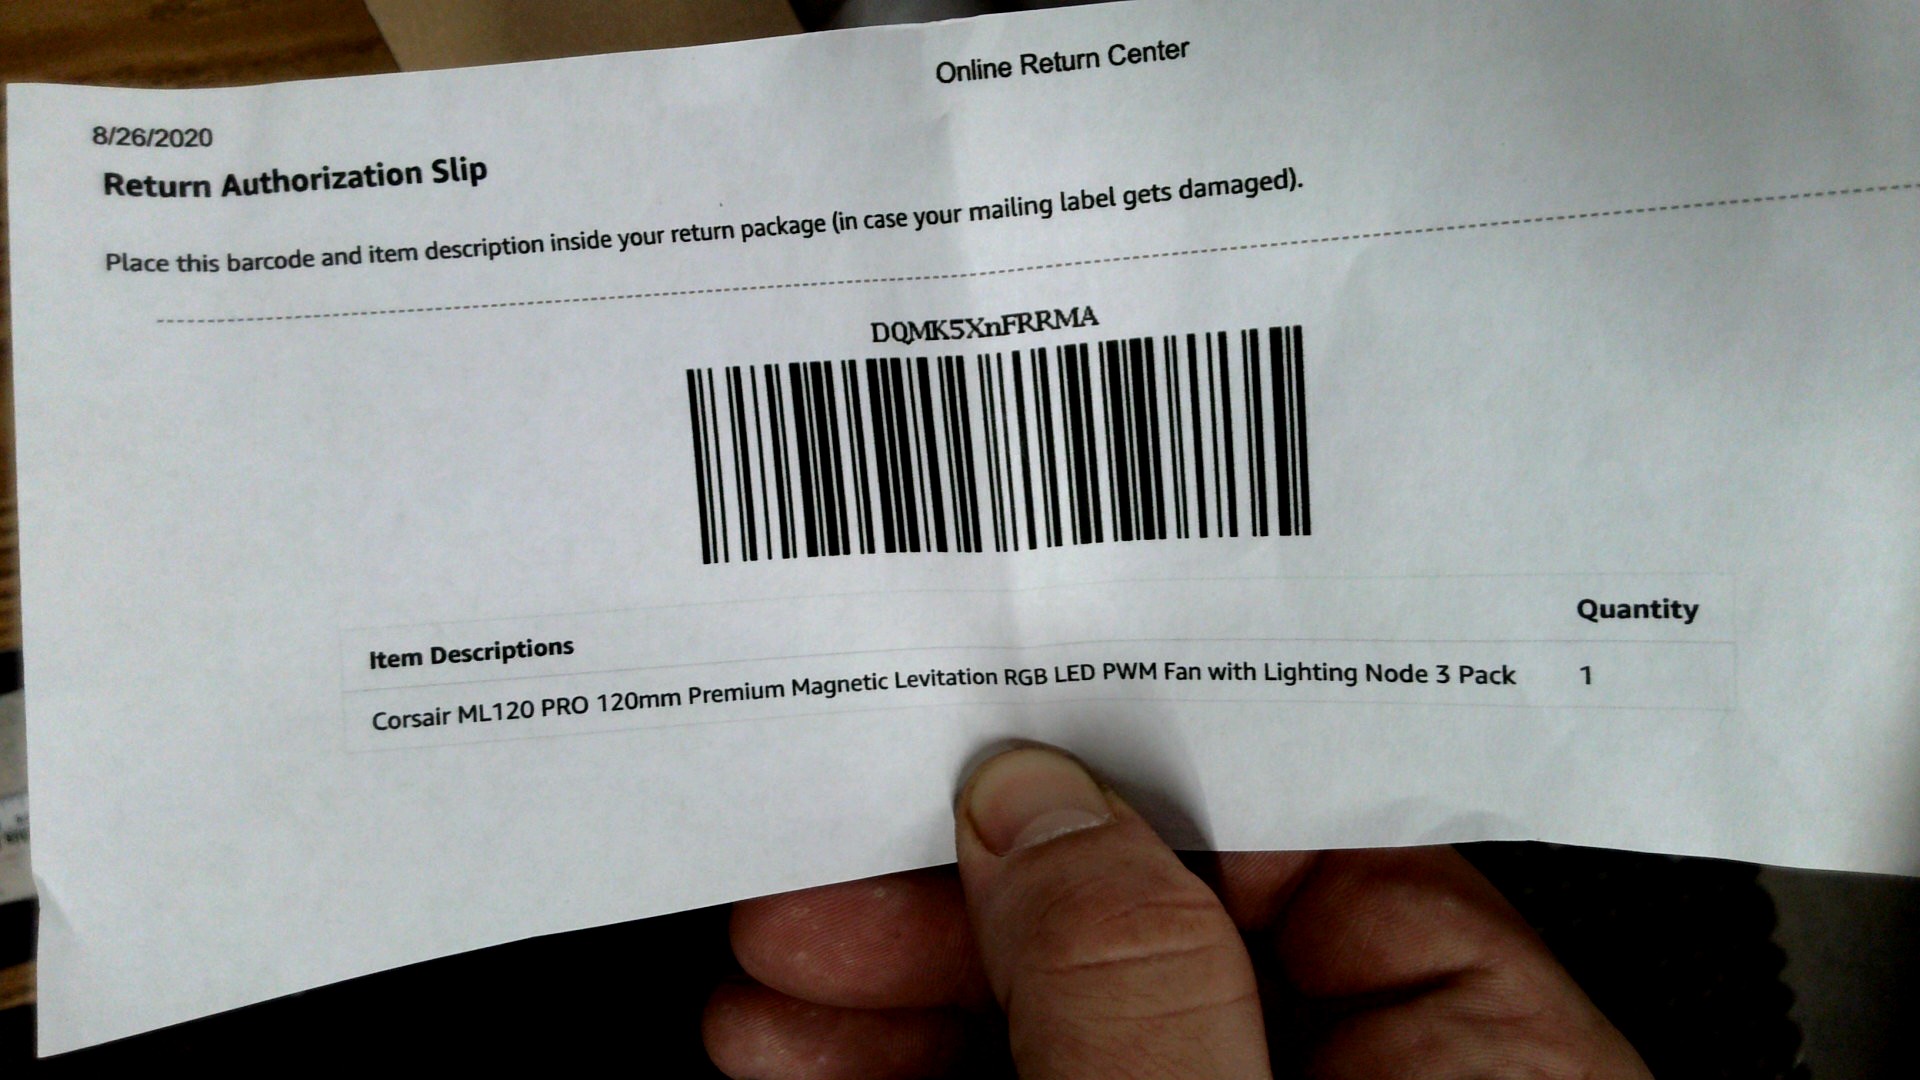 Online Return Center
8/26/2020
Return Authorization Slip
Place this barcode and item description inside your return package (in case your mailing label gets damaged).
DQMK5XnFRRMA
Item Descriptions Quantity
Corsair ML120 PRO 120mm Premium Magnetic Levitation RGB LED PWM Fan with Lighting Node 3 Pack 1